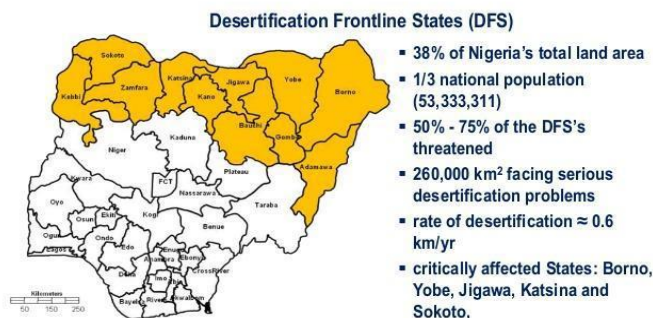 Desertification Frontline States (DFS)
▪ 38% of Nigeria's total land area
▪ 1/3 national population
(53,333,311)
▪ 50% - 75% of the DFS's
threatened
▪ 260,000 km² facing serious
desertification problems
▪ rate of desertification ≈ 0.6
km/yr
▪ critically affected States: Borno,
Yobe, Jigawa, Katsina and
Sokoto.
Sokoto
Katsina
Jigawa
Yobe
Borno
Zamfara
Kebbi
Kano
Bauchi
Gombe
Adamawa
Kaduna
Niger
Plateau
FCT
Nassarawa
Taraba
Kwara
Oyo
Kogi
Benue
Ekiti
Osun
Ogun
Ondo
Edo
Lagos
Enugu
Anambra
Ebonyi
CrossRiver
Imo
Abia
Delta
Bayelsa
Rivers
AkwaIbom
Kilometers
50 150 250